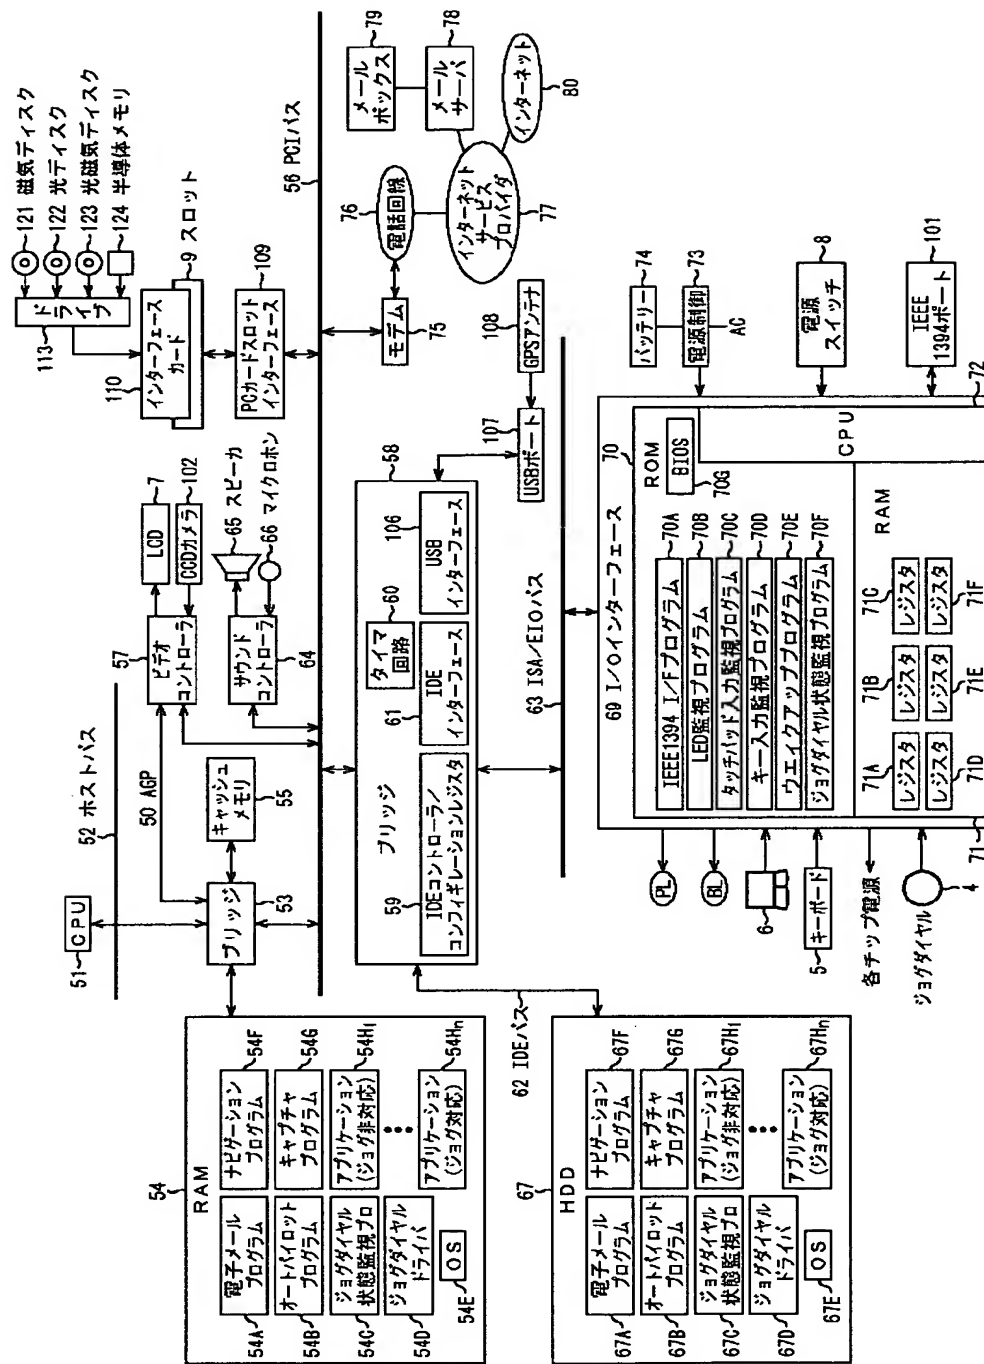 51
CPU
52 ホストバス
50 AGP
ブリッジ
53
キャッシュ
メモリ
55
57
ビデオ
コントローラ
LCD
7
CCDカメラ
102
サウンド
コントローラ
64
65 スピーカ
66 マイクロホン
113
ドライブ
121 磁気ディスク
122 光ディスク
123 光磁気ディスク
124 半導体メモリ
110
インターフェース
カード
9 スロット
PCカードスロット
インターフェース
109
56 PCIバス
54
RAM
電子メール
プログラム
54A
オートパイロット
プログラム
54B
ジョグダイヤル
状態監視プロ
54C
ジョグダイヤル
ドライバ
54D
OS
54E
ナビゲーション
プログラム
54F
キャプチャ
プログラム
54G
アプリケーション
(ジョグ非対応)
54H1
アプリケーション
(ジョグ対応)
54Hn
ブリッジ
58
59
IDEコントローラ/
コンフィギレーションレジスタ
タイマ
回路
60
61
IDE
インターフェース
106
USB
インターフェース
107
USBポート
GPSアンテナ
108
モデム
75
76
電話回線
インターネット
サービス
プロバイダ
77
メール
ボックス
79
メール
サーバ
78
インターネット
80
62 IDEバス
63 ISA/EIOバス
67
HDD
電子メール
プログラム
67A
オートパイロット
プログラム
67B
ジョグダイヤル
状態監視プロ
67C
ジョグダイヤル
ドライバ
67D
OS
67E
ナビゲーション
プログラム
67F
キャプチャ
プログラム
67G
アプリケーション
(ジョグ非対応)
67H1
アプリケーション
(ジョグ対応)
67Hn
69 I/Oインターフェース
PL
BL
6
5
キーボード
各チップ電源
ジョグダイヤル
4
70
ROM
BIOS
70G
IEEE1394 I/Fプログラム
70A
LED監視プログラム
70B
タッチパッド入力監視プログラム
70C
キー入力監視プログラム
70D
ウエイクアッププログラム
70E
ジョグダイヤル状態監視プログラム
70F
CPU
72
RAM
71
71A
レジスタ
71B
レジスタ
71C
レジスタ
レジスタ
71D
レジスタ
71E
レジスタ
71F
バッテリー
74
電源制御
73
AC
電源
スイッチ
8
IEEE
1394ポート
101